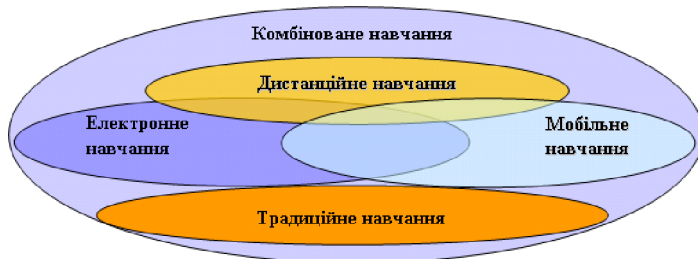 Комбіноване навчання
Дистанційне навчання
Електронне
навчання
Мобільне
навчання
Традиційне навчання